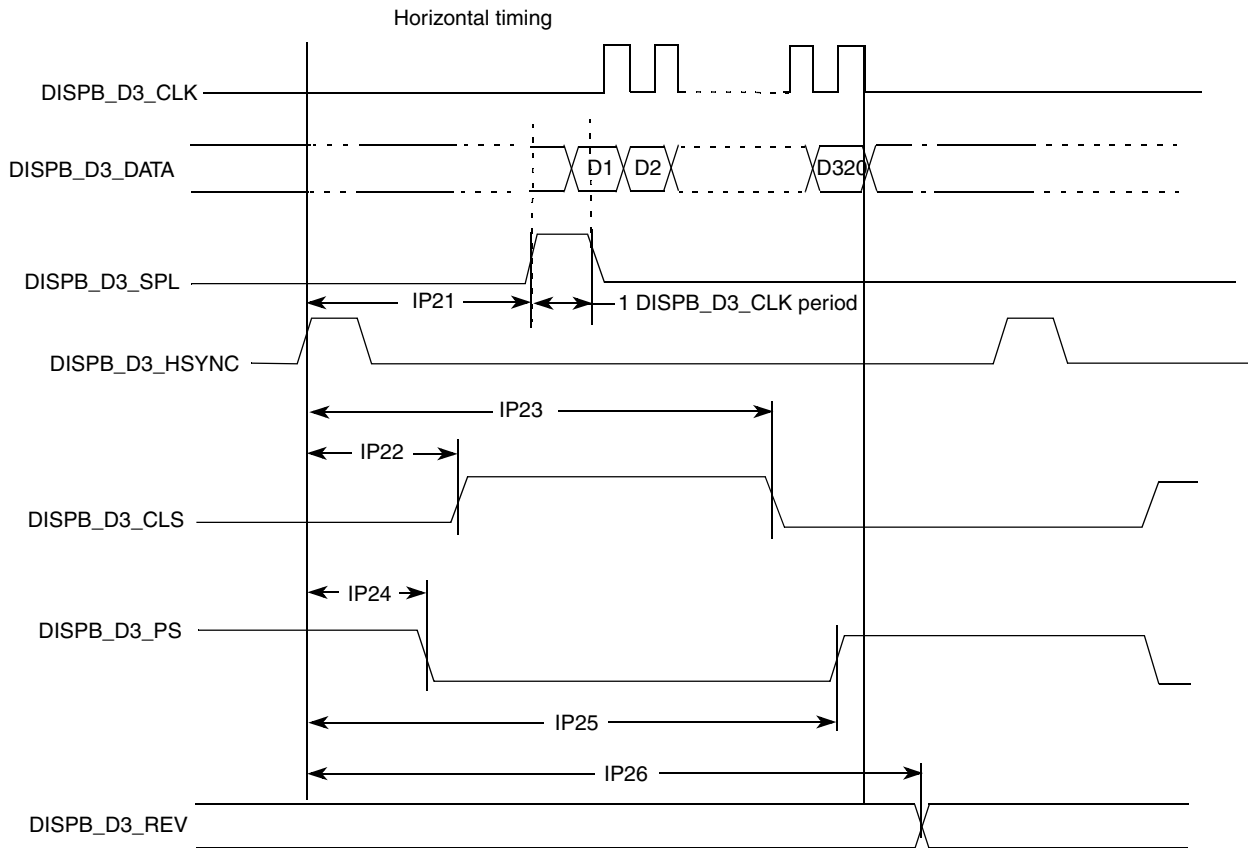 Horizontal timing
DISPB_D3_CLK
DISPB_D3_DATA
D1
D2
D320
DISPB_D3_SPL
IP21
1 DISPB_D3_CLK period
DISPB_D3_HSYNC
IP23
IP22
DISPB_D3_CLS
IP24
DISPB_D3_PS
IP25
IP26
DISPB_D3_REV